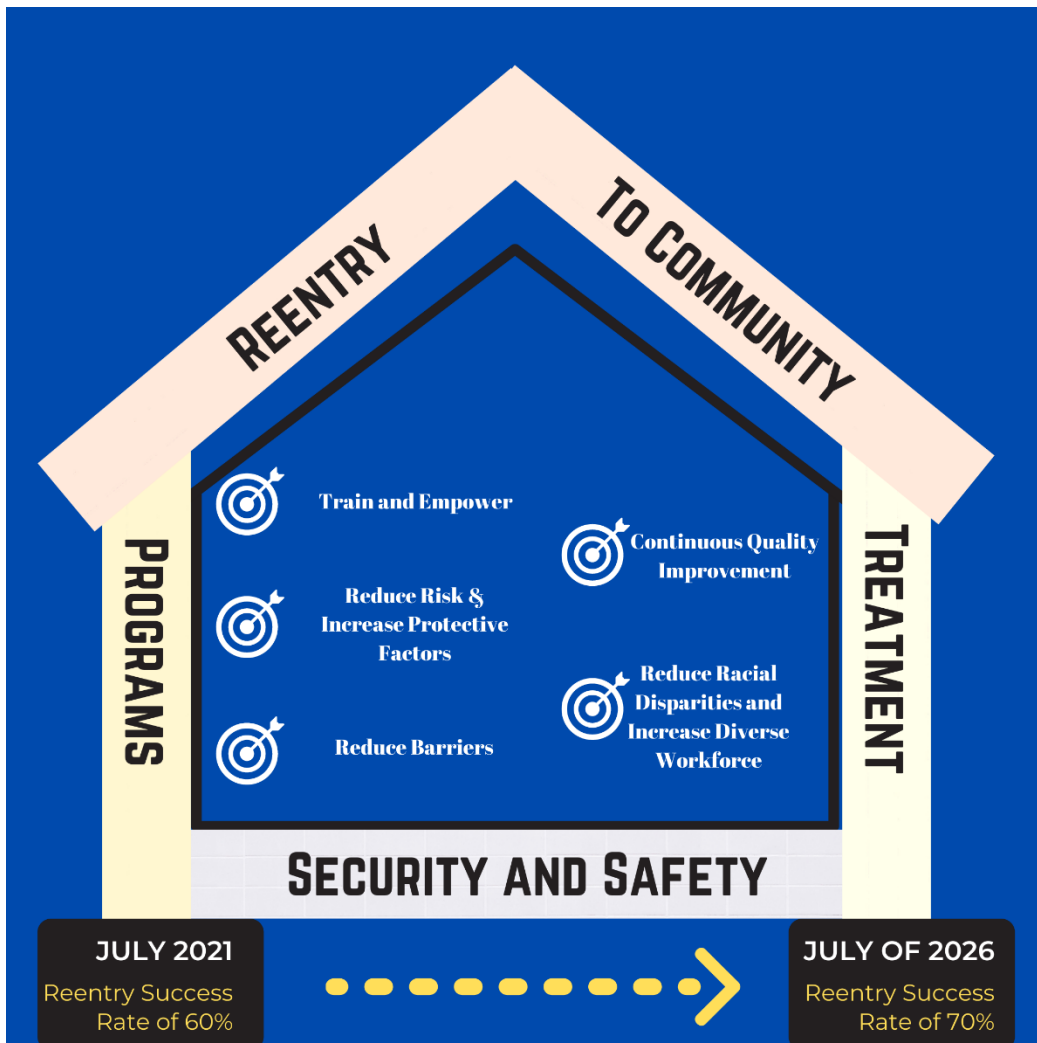 REENTRY
TO COMMUNITY
PROGRAMS
TREATMENT
Train and Empower
Reduce Risk &
Increase Protective
Factors
Reduce Barriers
Continuous Quality
Improvement
Reduce Racial
Disparities and
Increase Diverse
Workforce
SECURITY AND SAFETY
JULY 2021
Reentry Success
Rate of 60%
JULY OF 2026
Reentry Success
Rate of 70%